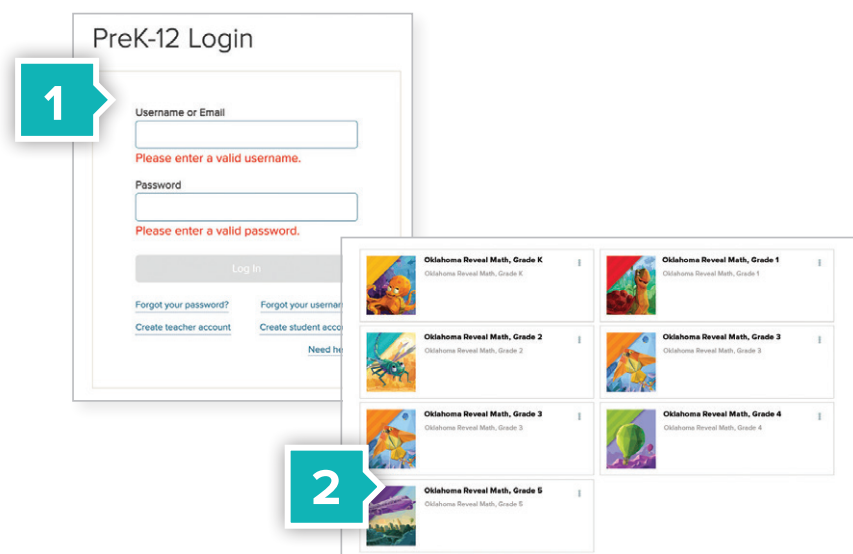 PreK-12 Login
1
Username or Email
Please enter a valid username.
Password
Please enter a valid password.
Log In
Forgot your password?
Forgot your
Create teacher account
Create student
Need
Oklahoma Reveal Math, Grade K
Oklahoma Reveal Math, Grade K
Oklahoma Reveal Math, Grade 1
Oklahoma Reveal Math, Grade 1
Oklahoma Reveal Math, Grade 2
Oklahoma Reveal Math, Grade 2
Oklahoma Reveal Math, Grade 3
Oklahoma Reveal Math, Grade 3
Oklahoma Reveal Math, Grade 3
Oklahoma Reveal Math, Grade 3
Oklahoma Reveal Math, Grade 4
Oklahoma Reveal Math, Grade 4
2
Oklahoma Reveal Math, Grade 5
Oklahoma Reveal Math, Grade 5